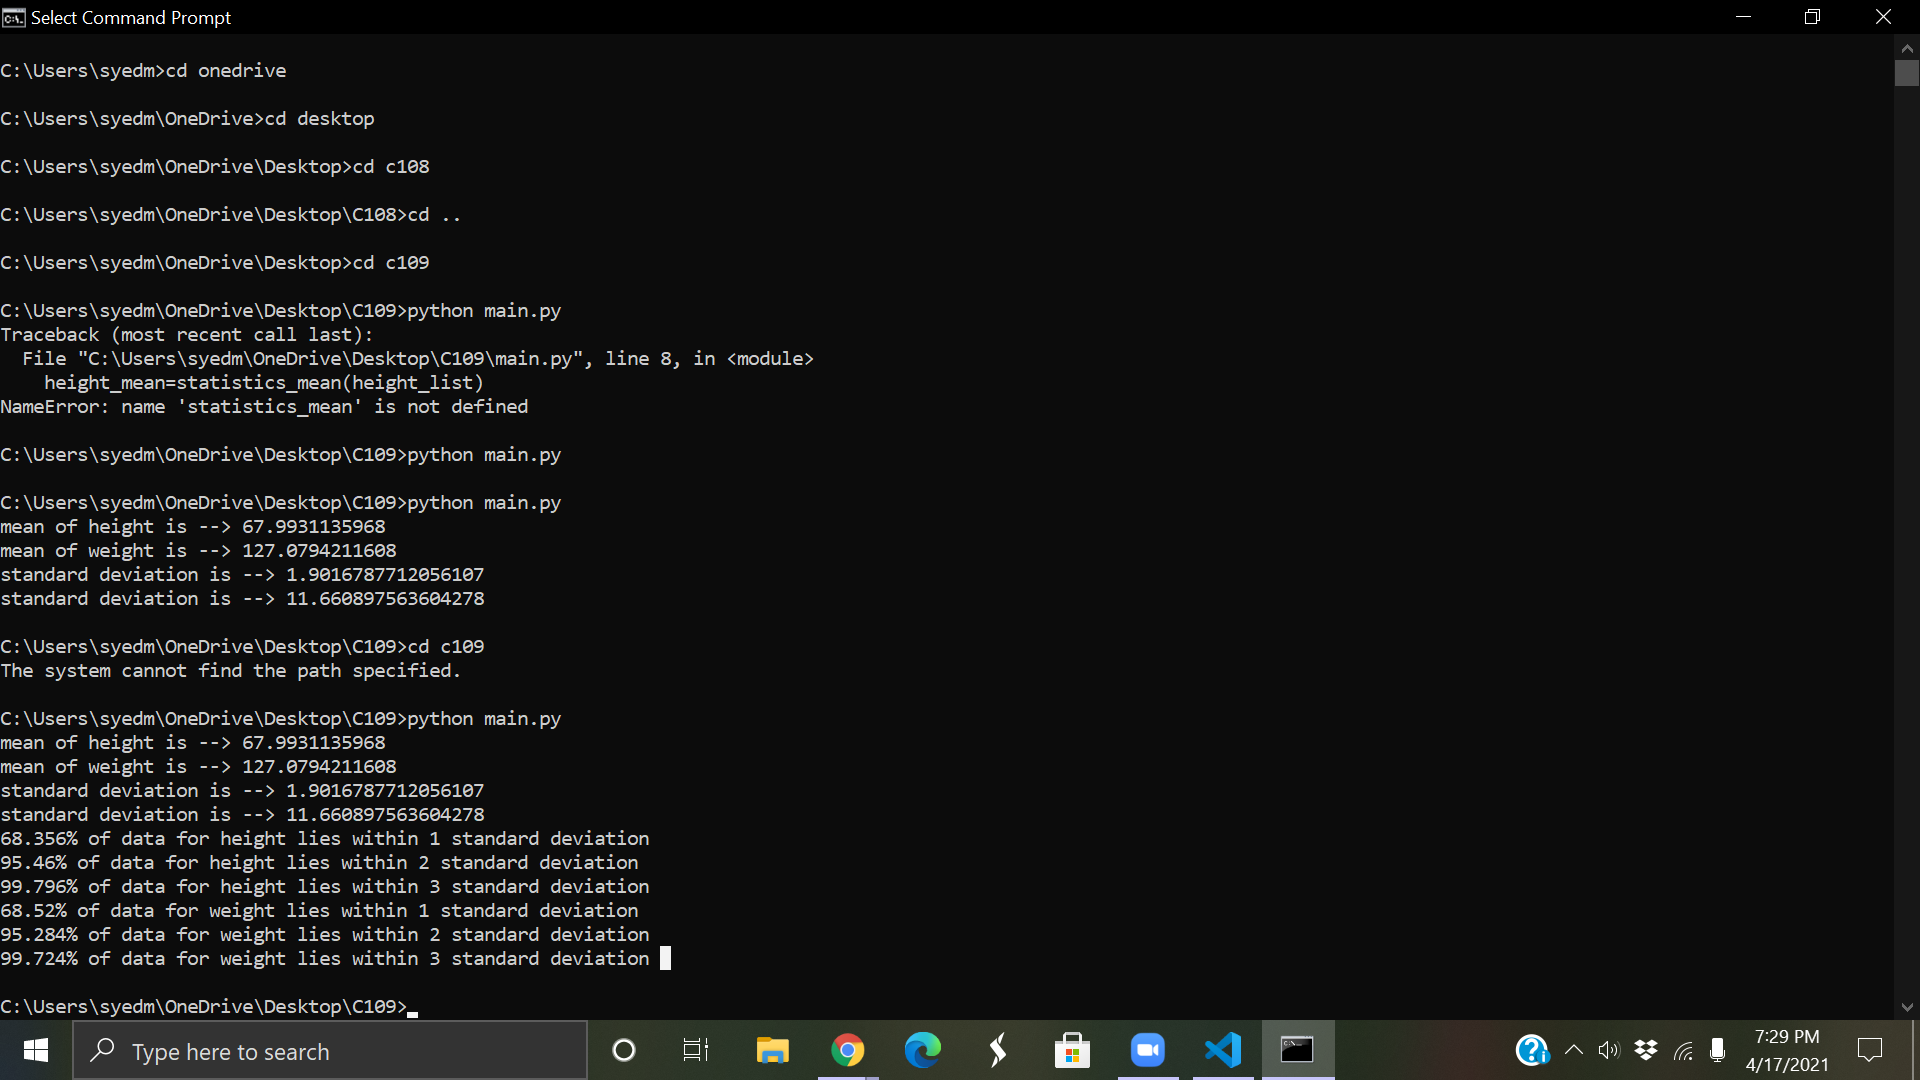 Select Command Prompt
C:\Users\syedm>cd onedrive
C:\Users\syedm\OneDrive>cd desktop
C:\Users\syedm\OneDrive\Desktop>cd c108
C:\Users\syedm\OneDrive\Desktop\C108>cd ..
C:\Users\syedm\OneDrive\Desktop>cd c109
C:\Users\syedm\OneDrive\Desktop\C109>python main.py
Traceback (most recent call last):
  File "C:\Users\syedm\OneDrive\Desktop\C109\main.py", line 8, in <module>
    height_mean=statistics_mean(height_list)
NameError: name 'statistics_mean' is not defined
C:\Users\syedm\OneDrive\Desktop\C109>python main.py
C:\Users\syedm\OneDrive\Desktop\C109>python main.py
mean of height is --> 67.9931135968
mean of weight is --> 127.0794211608
standard deviation is --> 1.9016787712056107
standard deviation is --> 11.660897563604278
C:\Users\syedm\OneDrive\Desktop\C109>cd c109
The system cannot find the path specified.
C:\Users\syedm\OneDrive\Desktop\C109>python main.py
mean of height is --> 67.9931135968
mean of weight is --> 127.0794211608
standard deviation is --> 1.9016787712056107
standard deviation is --> 11.660897563604278
68.356% of data for height lies within 1 standard deviation
95.46% of data for height lies within 2 standard deviation
99.796% of data for height lies within 3 standard deviation
68.52% of data for weight lies within 1 standard deviation
95.284% of data for weight lies within 2 standard deviation
99.724% of data for weight lies within 3 standard deviation
C:\Users\syedm\OneDrive\Desktop\C109>
Type here to search
7:29 PM
4/17/2021